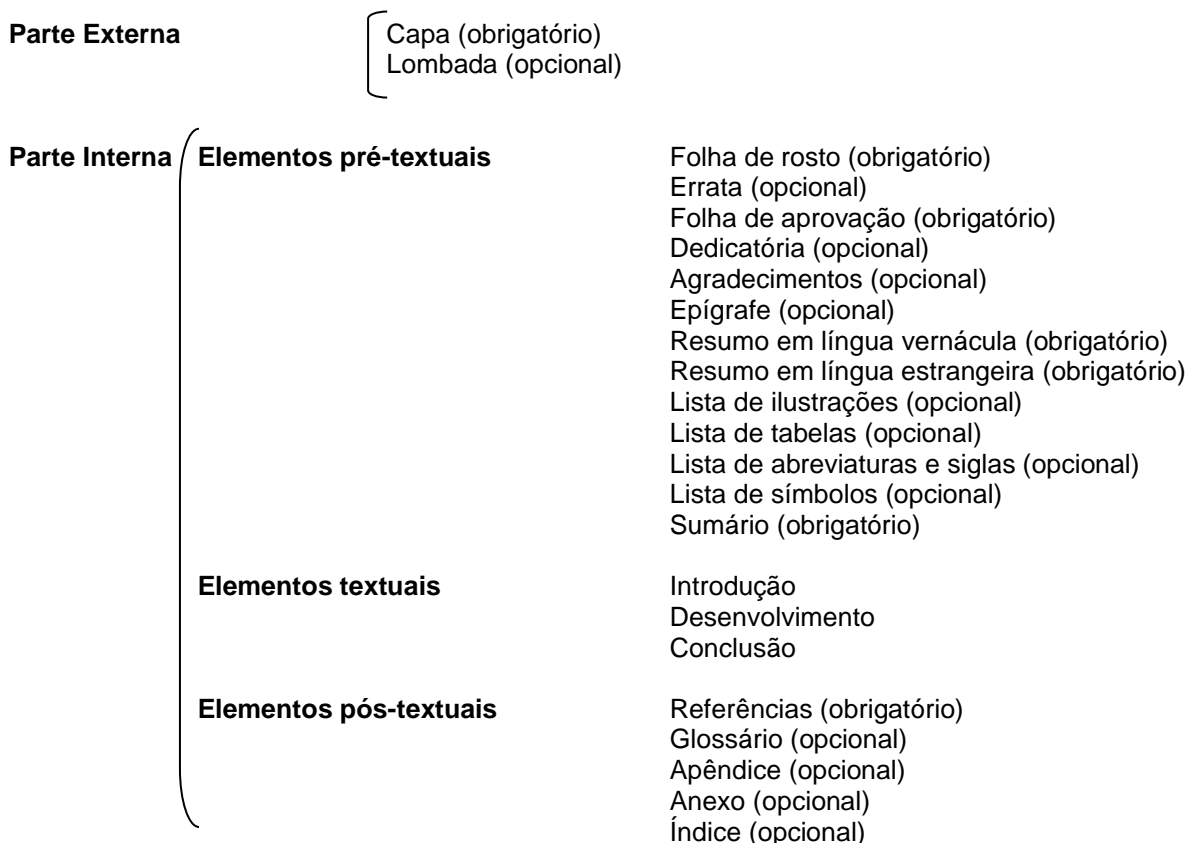 Parte Externa Capa (obrigatório)
Lombada (opcional)
Parte Interna Elementos pré-textuais Folha de rosto (obrigatório)
Errata (opcional)
Folha de aprovação (obrigatório)
Dedicatória (opcional)
Agradecimentos (opcional)
Epígrafe (opcional)
Resumo em língua vernácula (obrigatório)
Resumo em língua estrangeira (obrigatório)
Lista de ilustrações (opcional)
Lista de tabelas (opcional)
Lista de abreviaturas e siglas (opcional)
Lista de símbolos (opcional)
Sumário (obrigatório)
Elementos textuais Introdução
Desenvolvimento
Conclusão
Elementos pós-textuais Referências (obrigatório)
Glossário (opcional)
Apêndice (opcional)
Anexo (opcional)
Índice (opcional)